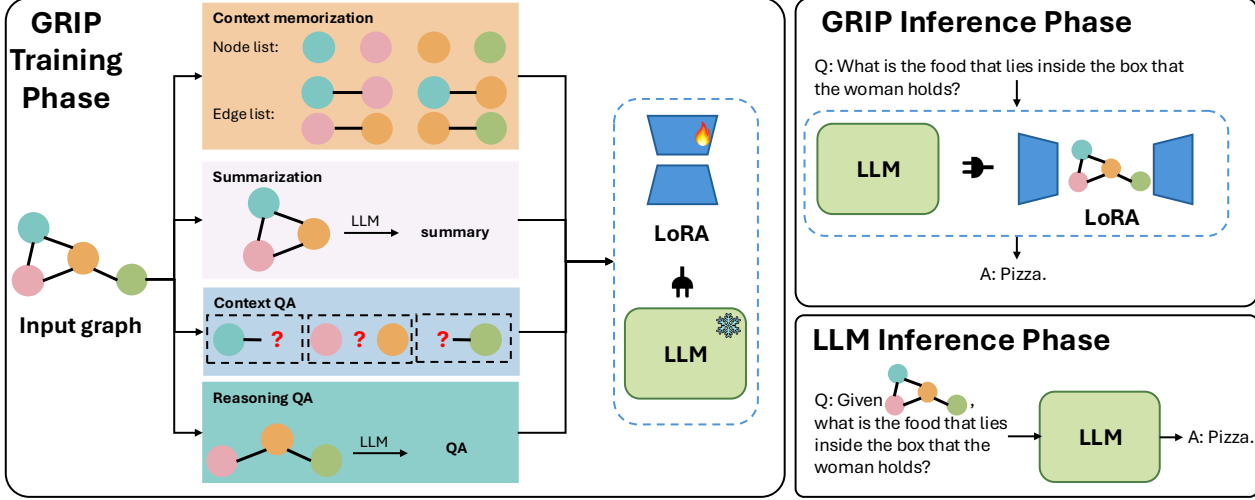 GRIP
Training
Phase
Input graph
Context memorization
Node list:
Edge list:
Summarization
LLM
summary
Context QA
?
?
?
Reasoning QA
LLM
QA
LoRA
LLM
GRIP Inference Phase
Q: What is the food that lies inside the box that
the woman holds?
LLM
LoRA
A: Pizza.
LLM Inference Phase
Q: Given ,
what is the food that lies
inside the box that the
woman holds?
LLM
A: Pizza.